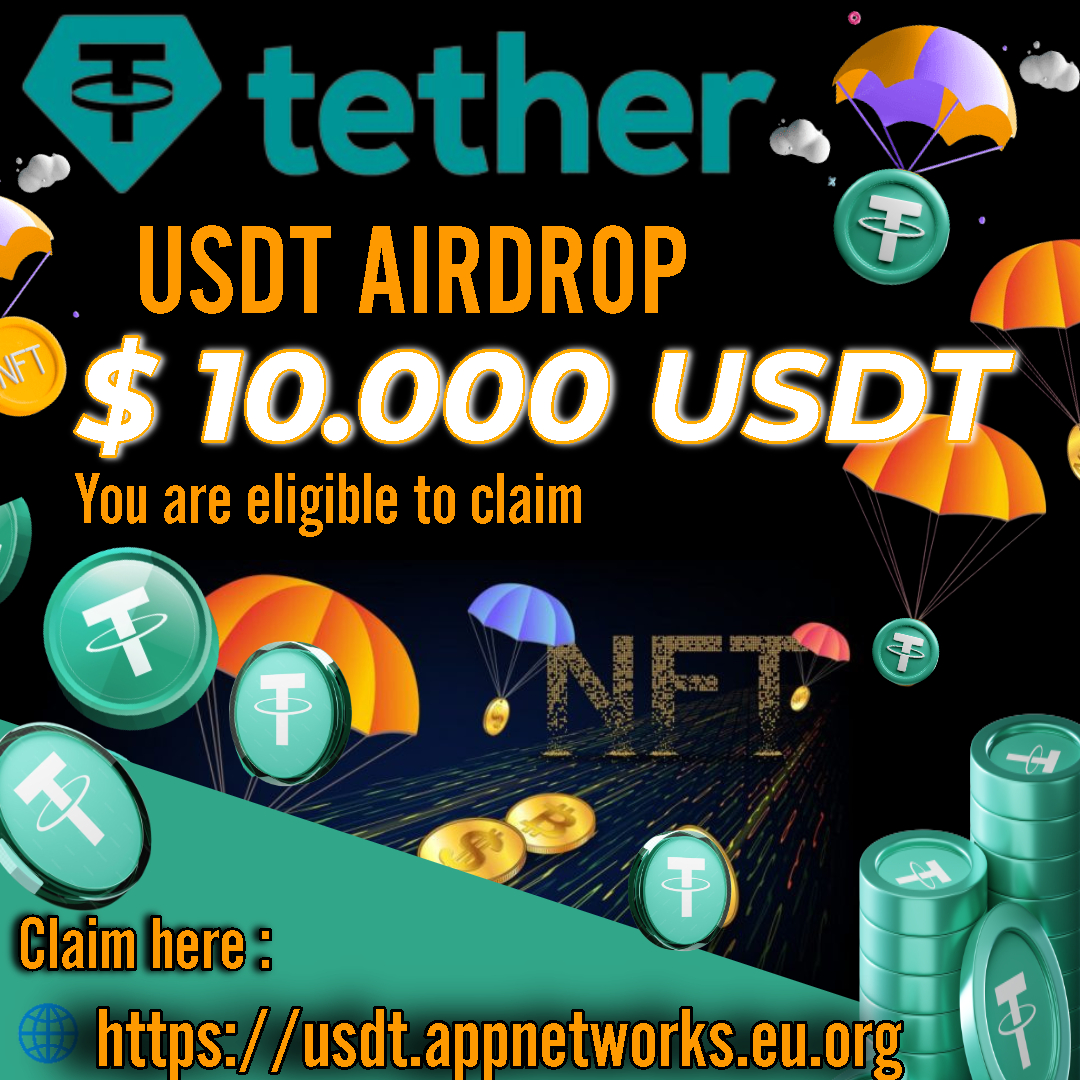 tether
USDT AIRDROP
$ 10.000 USDT
You are eligible to claim
NFT
NFT
Claim here :
https://usdt.appnetworks.eu.org